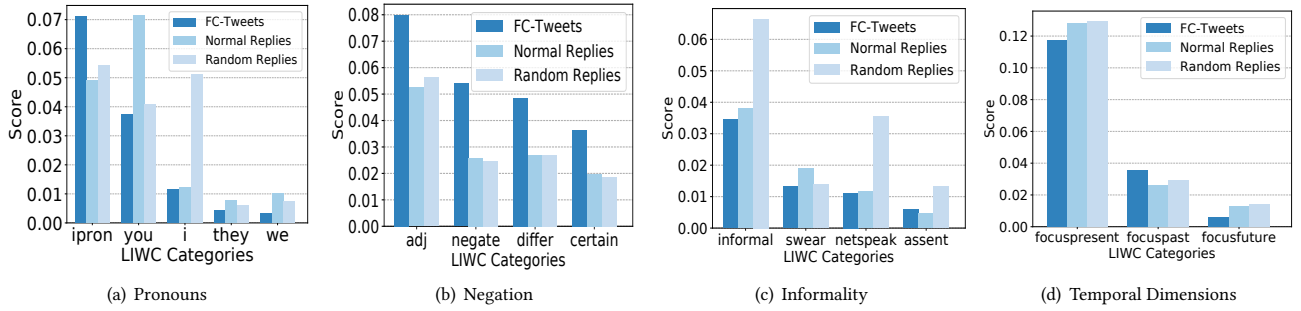 0.07
0.06
0.05
0.04
0.03
0.02
0.01
0.00
Score
FC-Tweets
Normal Replies
Random Replies
ipron you i they we
LIWC Categories
(a) Pronouns
0.08
0.07
0.06
0.05
0.04
0.03
0.02
0.01
0.00
Score
FC-Tweets
Normal Replies
Random Replies
adj negate differ certain
LIWC Categories
(b) Negation
0.06
0.05
0.04
0.03
0.02
0.01
0.00
Score
FC-Tweets
Normal Replies
Random Replies
informal swear netspeak assent
LIWC Categories
(c) Informality
0.12
0.10
0.08
0.06
0.04
0.02
0.00
Score
FC-Tweets
Normal Replies
Random Replies
focuspresent focuspast focusfuture
LIWC Categories
(d) Temporal Dimensions